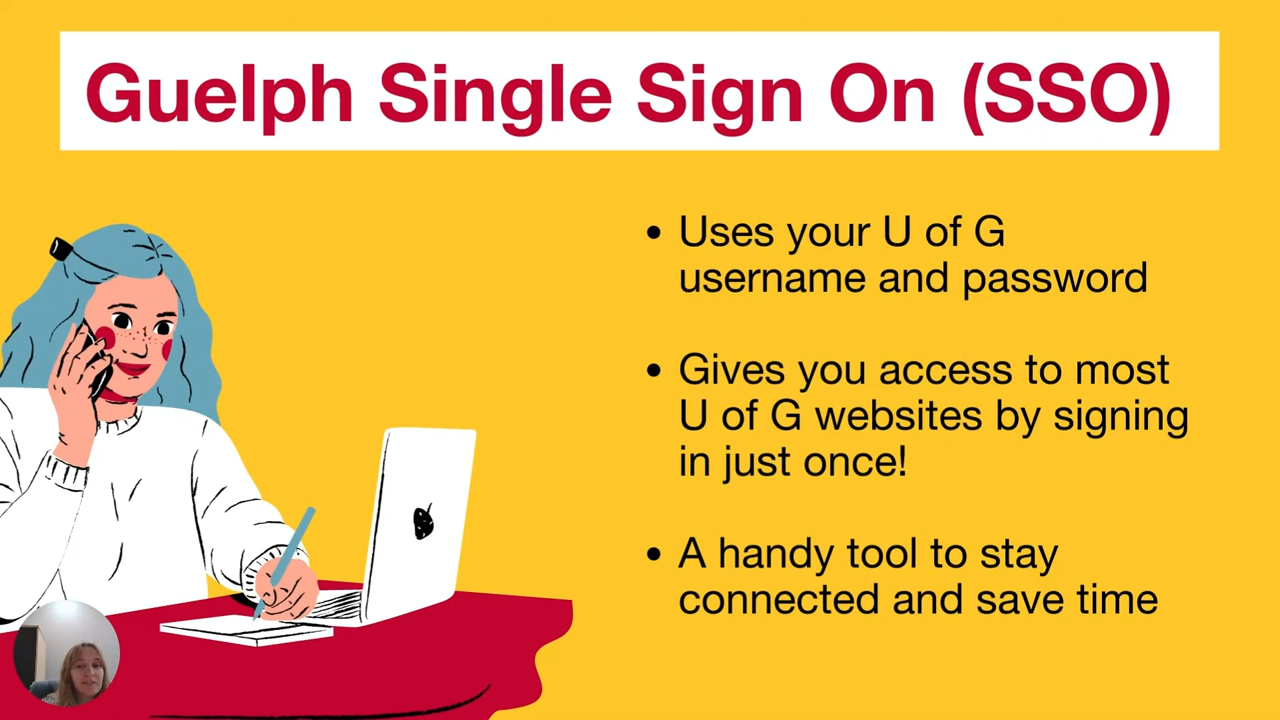 Guelph Single Sign On (SSO)
• Uses your U of G
username and password
• Gives you access to most
U of G websites by signing
in just once!
• A handy tool to stay
connected and save time